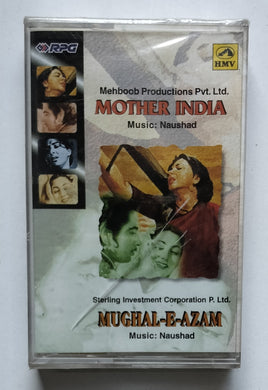 RPG
HMV
Mehboob Productions Pvt. Ltd.
MOTHER INDIA
Music: Naushad
Sterling Investment Corporation P. Ltd.
MUGHAL-E-AZAM
Music: Naushad